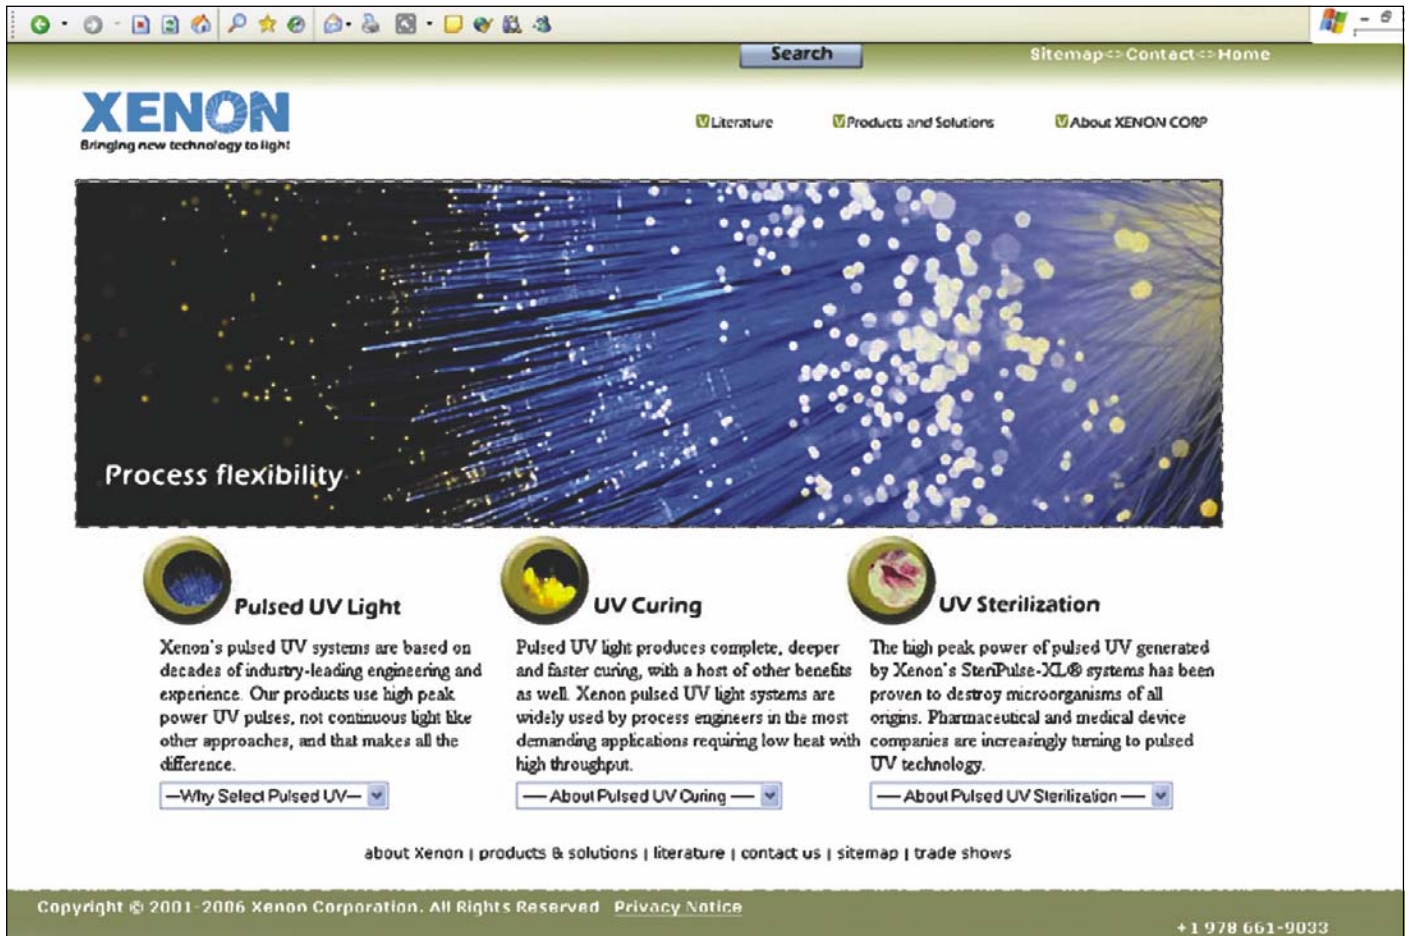 Search
Sitemap<>Contact<>Home
XENON
Bringing new technology to light
Literature
Products and Solutions
About XENON CORP
Process flexibility
Pulsed UV Light
Xenon's pulsed UV systems are based on
decades of industry-leading engineering and
experience. Our products use high peak
power UV pulses, not continuous light like
other approaches, and that makes all the
difference.
—Why Select Pulsed UV—
UV Curing
Pulsed UV light produces complete, deeper
and faster curing, with a host of other benefits
as well. Xenon pulsed UV light systems are
widely used by process engineers in the most
demanding applications requiring low heat with
high throughput.
— About Pulsed UV Curing —
UV Sterilization
The high peak power of pulsed UV generated
by Xenon's SteriPulse-XL® systems has been
proven to destroy microorganisms of all
origins. Pharmaceutical and medical device
companies are increasingly turning to pulsed
UV technology.
— About Pulsed UV Sterilization —
about Xenon | products & solutions | literature | contact us | sitemap | trade shows
Copyright © 2001-2006 Xenon Corporation. All Rights Reserved Privacy Notice
+1 978 661-9033